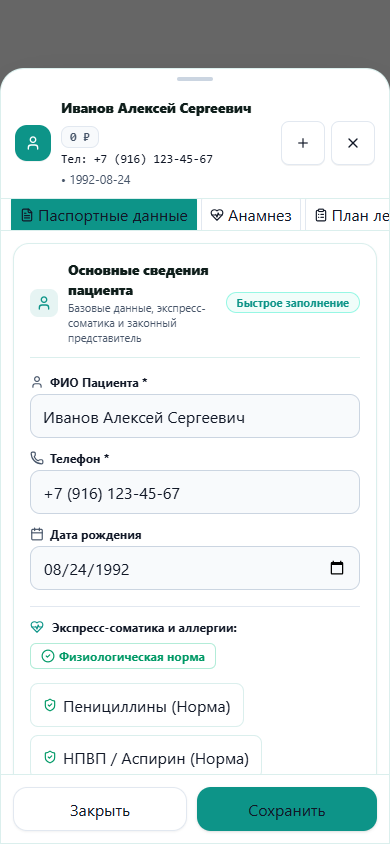 Иванов Алексей Сергеевич
0 ₽
Тел: +7 (916) 123-45-67
• 1992-08-24
Паспортные данные
Анамнез
План ле
Основные сведения
пациента
Базовые данные, экспресс-
соматика и законный
представитель
Быстрое заполнение
ФИО Пациента *
Иванов Алексей Сергеевич
Телефон *
+7 (916) 123-45-67
Дата рождения
08/24/1992
Экспресс-соматика и аллергии:
Физиологическая норма
Пенициллины (Норма)
НПВП / Аспирин (Норма)
Закрыть
Сохранить